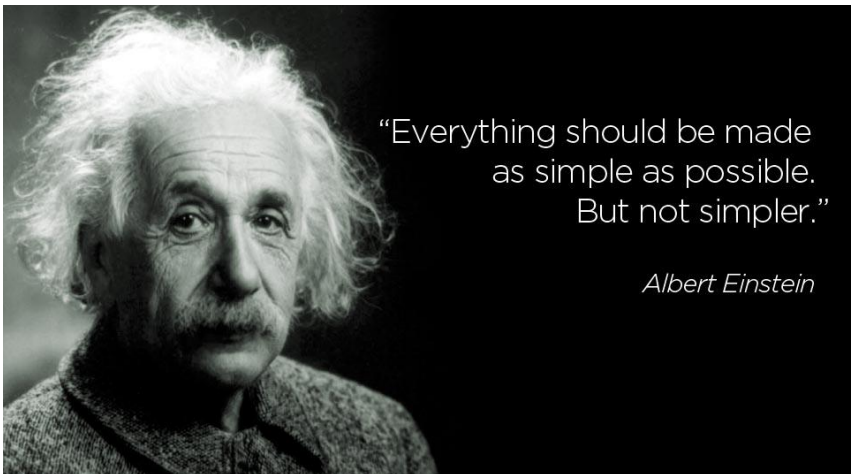 “Everything should be made
as simple as possible.
But not simpler.”
Albert Einstein